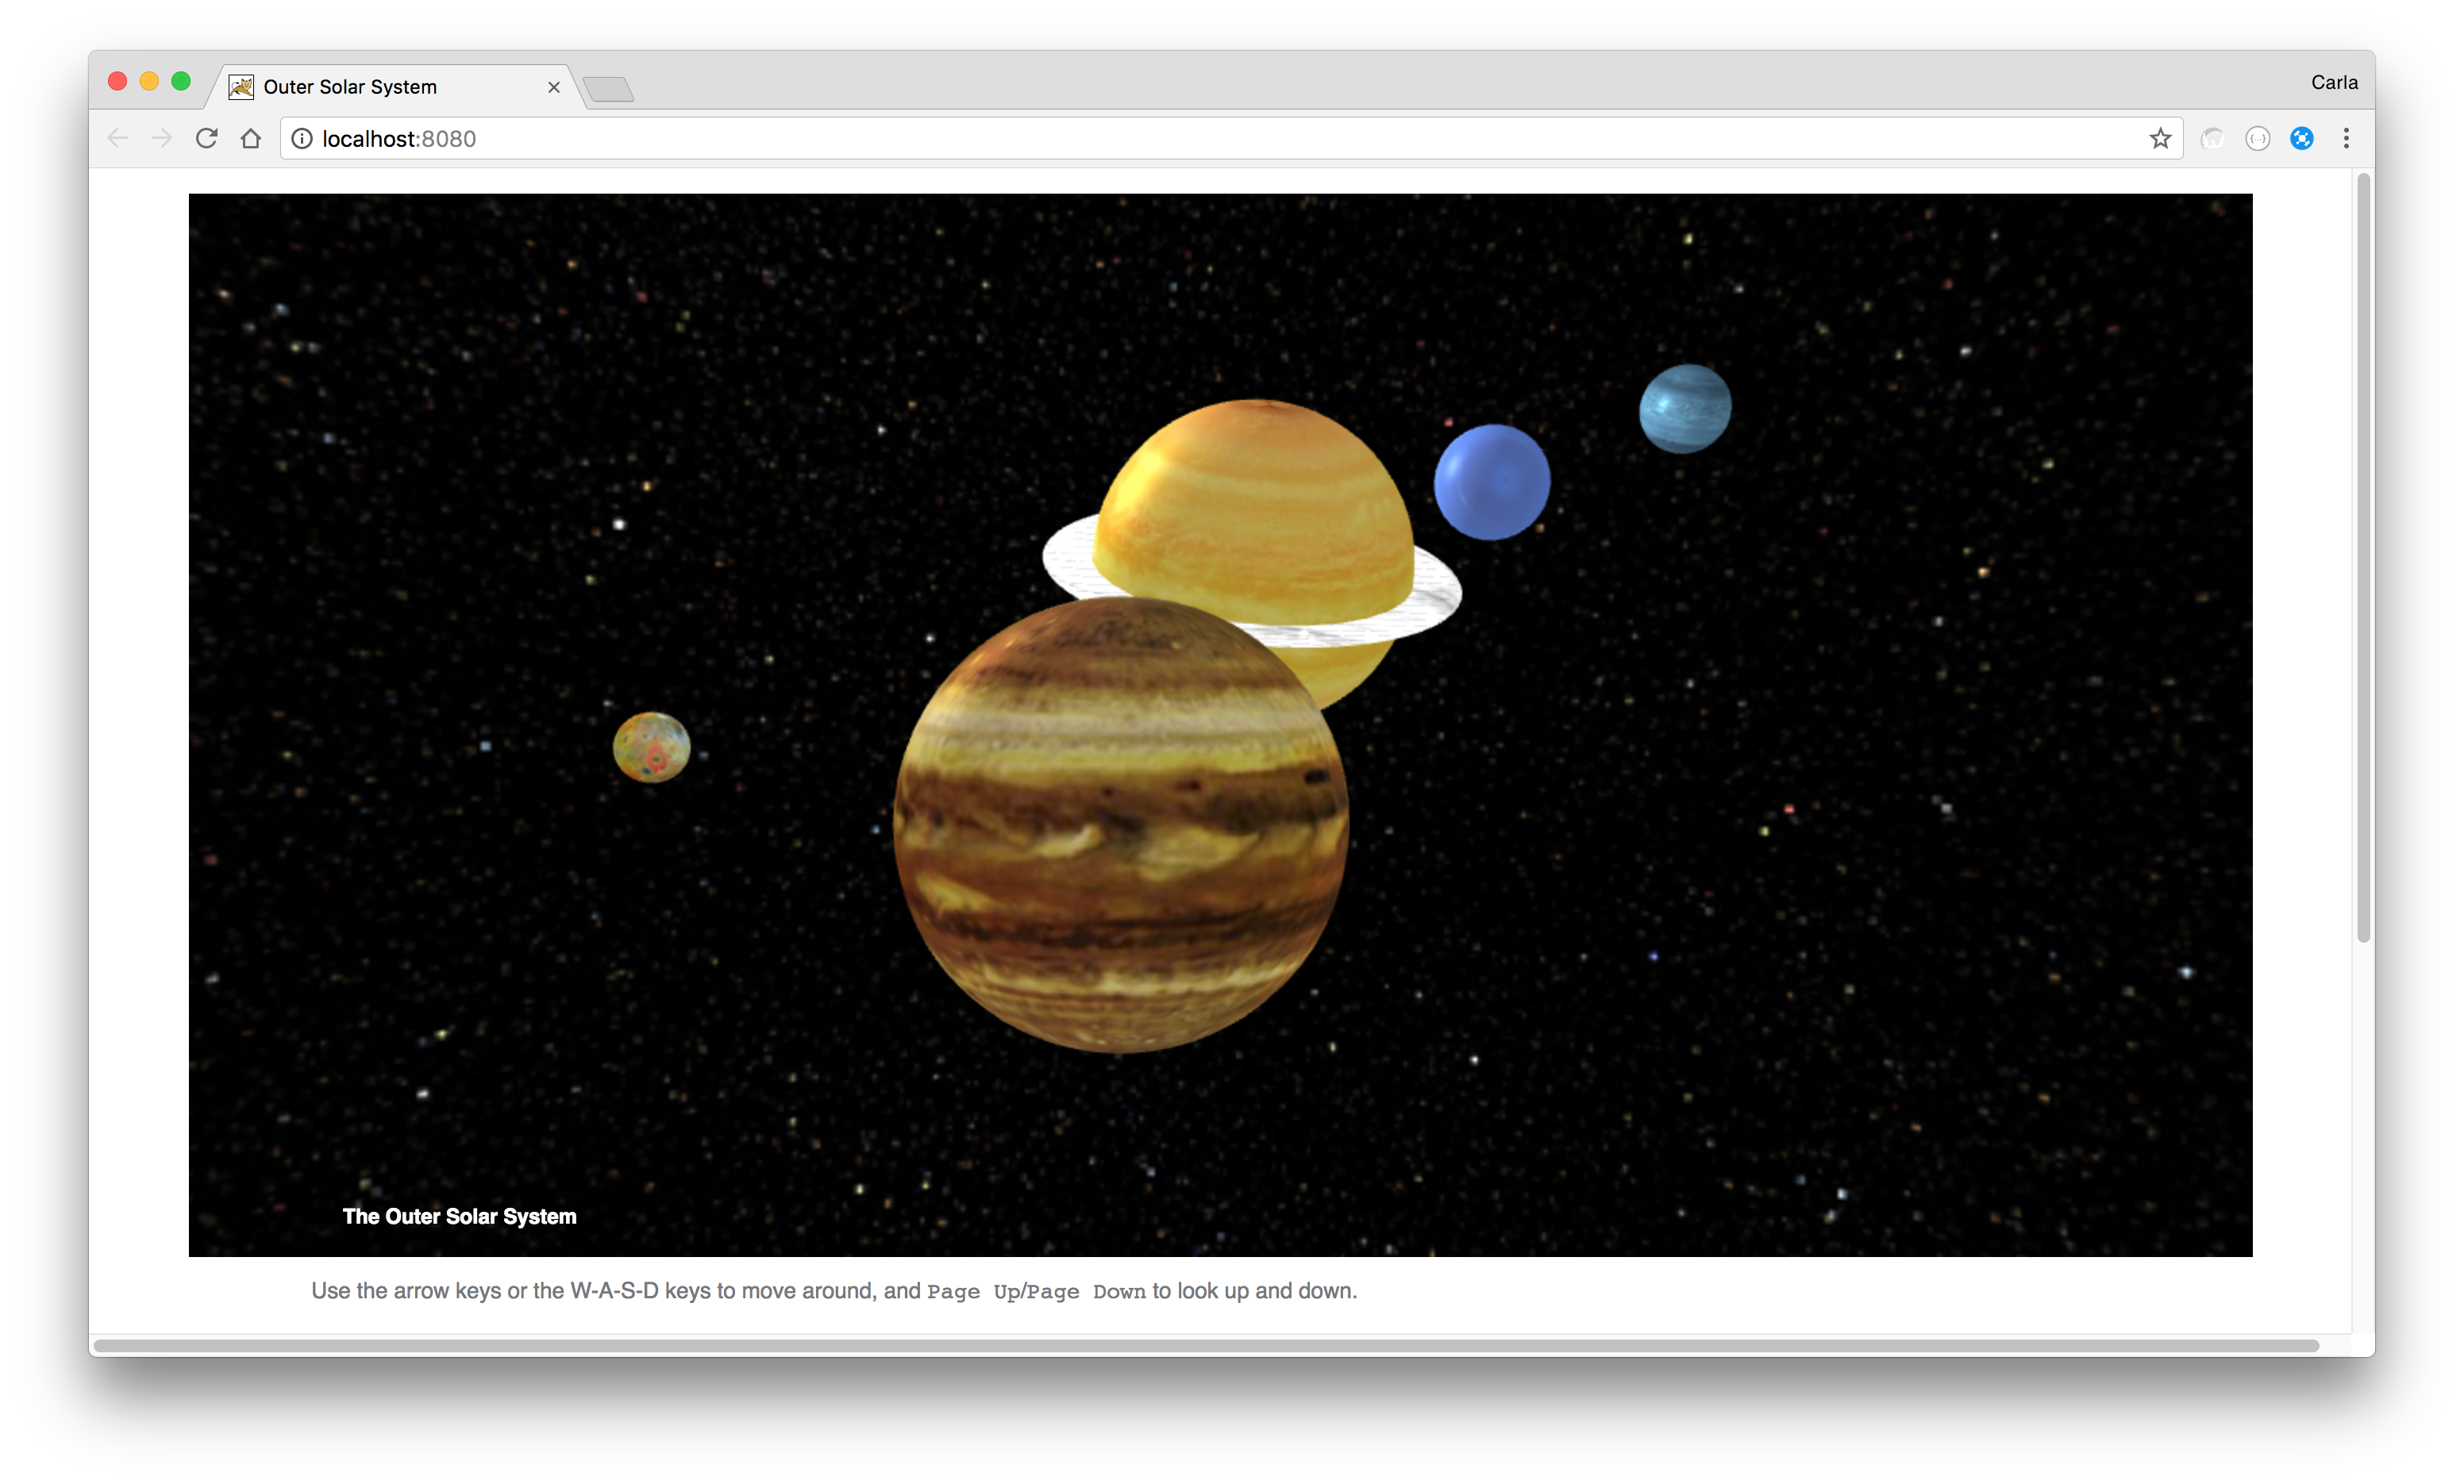 Outer Solar System
Carla
localhost:8080
The Outer Solar System
Use the arrow keys or the W-A-S-D keys to move around, and Page Up/Page Down to look up and down.